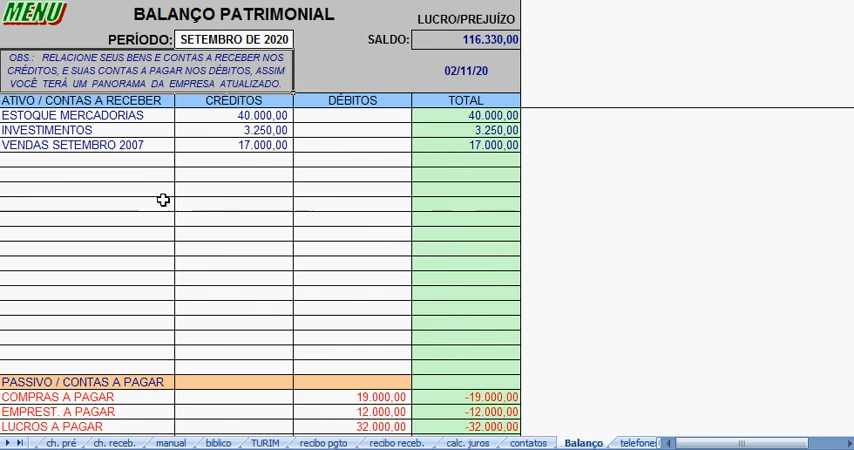 MENU
BALANÇO PATRIMONIAL
LUCRO/PREJUÍZO
PERÍODO: SETEMBRO DE 2020 SALDO: 116.330,00
OBS.: RELACIONE SEUS BENS E CONTAS A RECEBER NOS
CRÉDITOS, E SUAS CONTAS A PAGAR NOS DÉBITOS, ASSIM
VOCÊ TERÁ UM PANORAMA DA EMPRESA ATUALIZADO.
02/11/20
ATIVO / CONTAS A RECEBER CRÉDITOS DÉBITOS TOTAL
ESTOQUE MERCADORIAS 40.000,00 40.000,00
INVESTIMENTOS 3.250,00 3.250,00
VENDAS SETEMBRO 2007 17.000,00 17.000,00
PASSIVO / CONTAS A PAGAR
COMPRAS A PAGAR 19.000,00 -19.000,00
EMPREST. A PAGAR 12.000,00 -12.000,00
LUCROS A PAGAR 32.000,00 -32.000,00
ch. pré ch. receb. manual biblico TURIM recibo pgto recibo receb. calc. juros contatos Balanço telefone